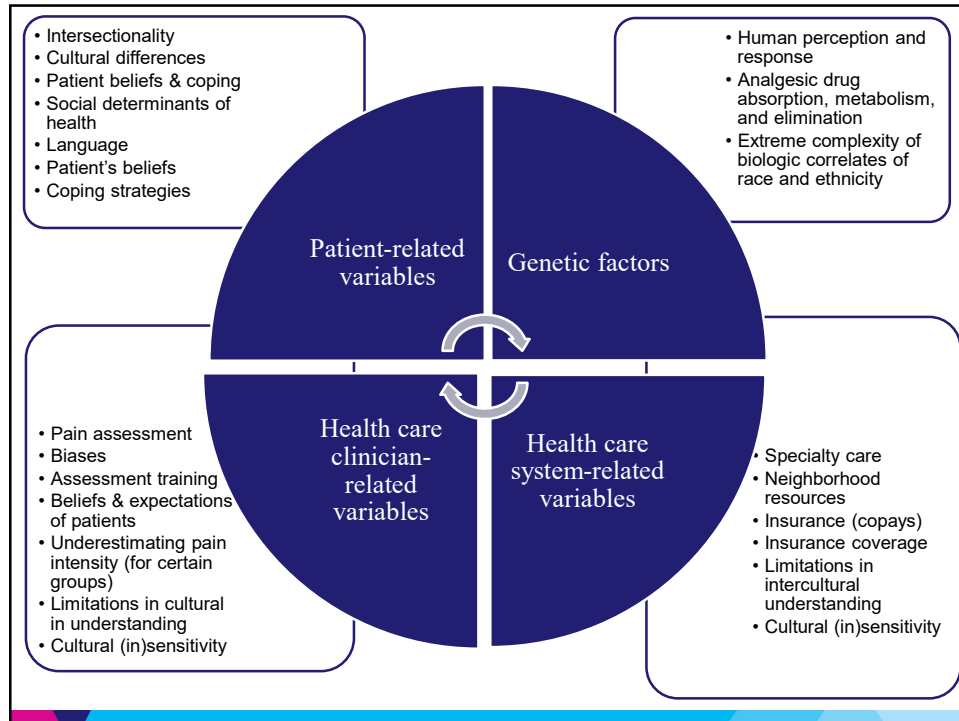 • Intersectionality
• Cultural differences
• Patient beliefs & coping
• Social determinants of
health
• Language
• Patient's beliefs
• Coping strategies
• Human perception and
response
• Analgesic drug
absorption, metabolism,
and elimination
• Extreme complexity of
biologic correlates of
race and ethnicity
Patient-related
variables
Genetic factors
Health care
clinician-
related
variables
Health care
system-related
variables
• Pain assessment
• Biases
• Assessment training
• Beliefs & expectations
of patients
• Underestimating pain
intensity (for certain
groups)
• Limitations in cultural
in understanding
• Cultural (in)sensitivity
• Specialty care
• Neighborhood
resources
• Insurance (copays)
• Insurance coverage
• Limitations in
intercultural
understanding
• Cultural (in)sensitivity